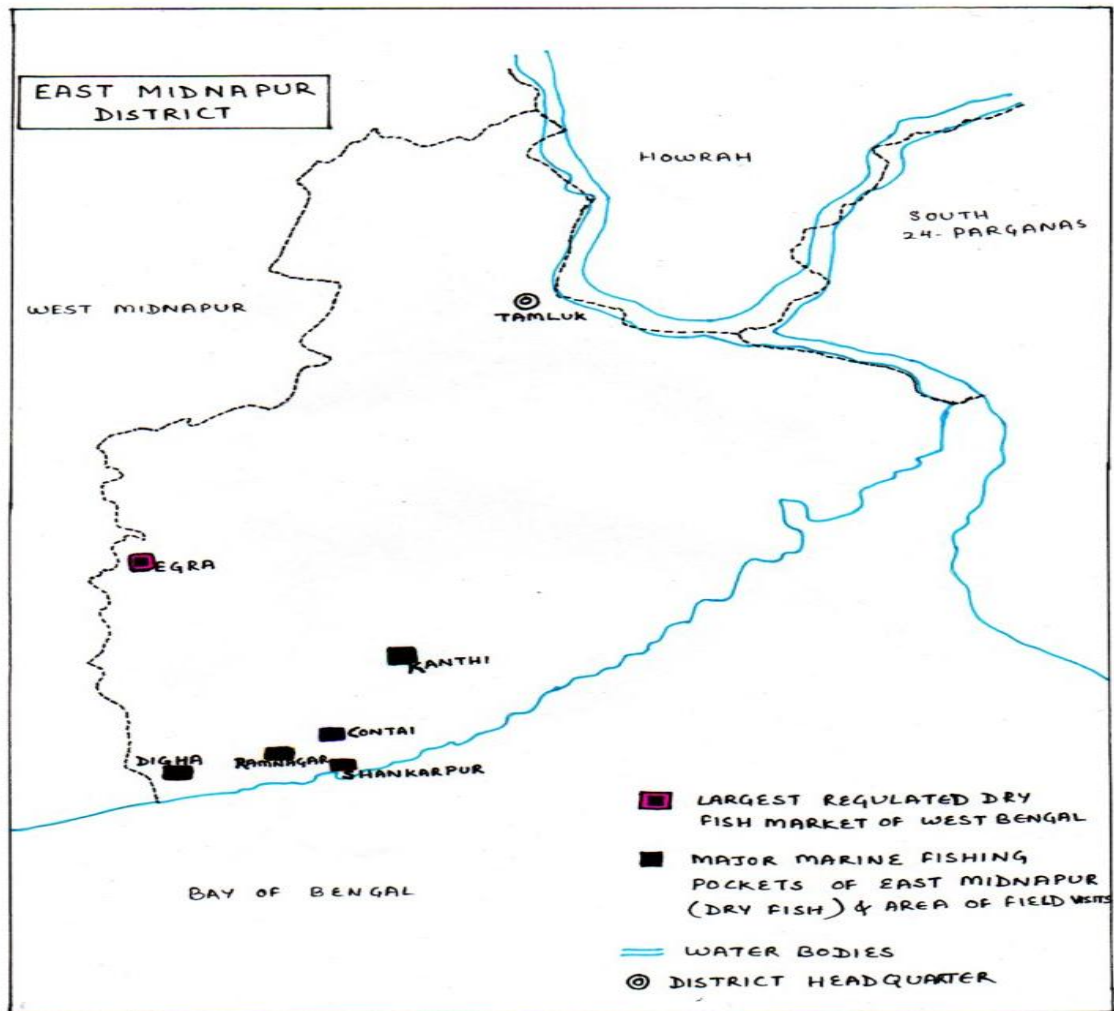 EAST MIDNAPUR
DISTRICT
HOWRAH
SOUTH
24-PARGANAS
WEST MIDNAPUR
TAMLUK
EGRA
KANTHI
CONTAI
DIGHA
RAMNAGAR
SHANKARPUR
LARGEST REGULATED DRY
FISH MARKET OF WEST BENGAL
MAJOR MARINE FISHING
POCKETS OF EAST MIDNAPUR
(DRY FISH) & AREA OF FIELD VISITS
BAY OF BENGAL
WATER BODIES
DISTRICT HEADQUARTER